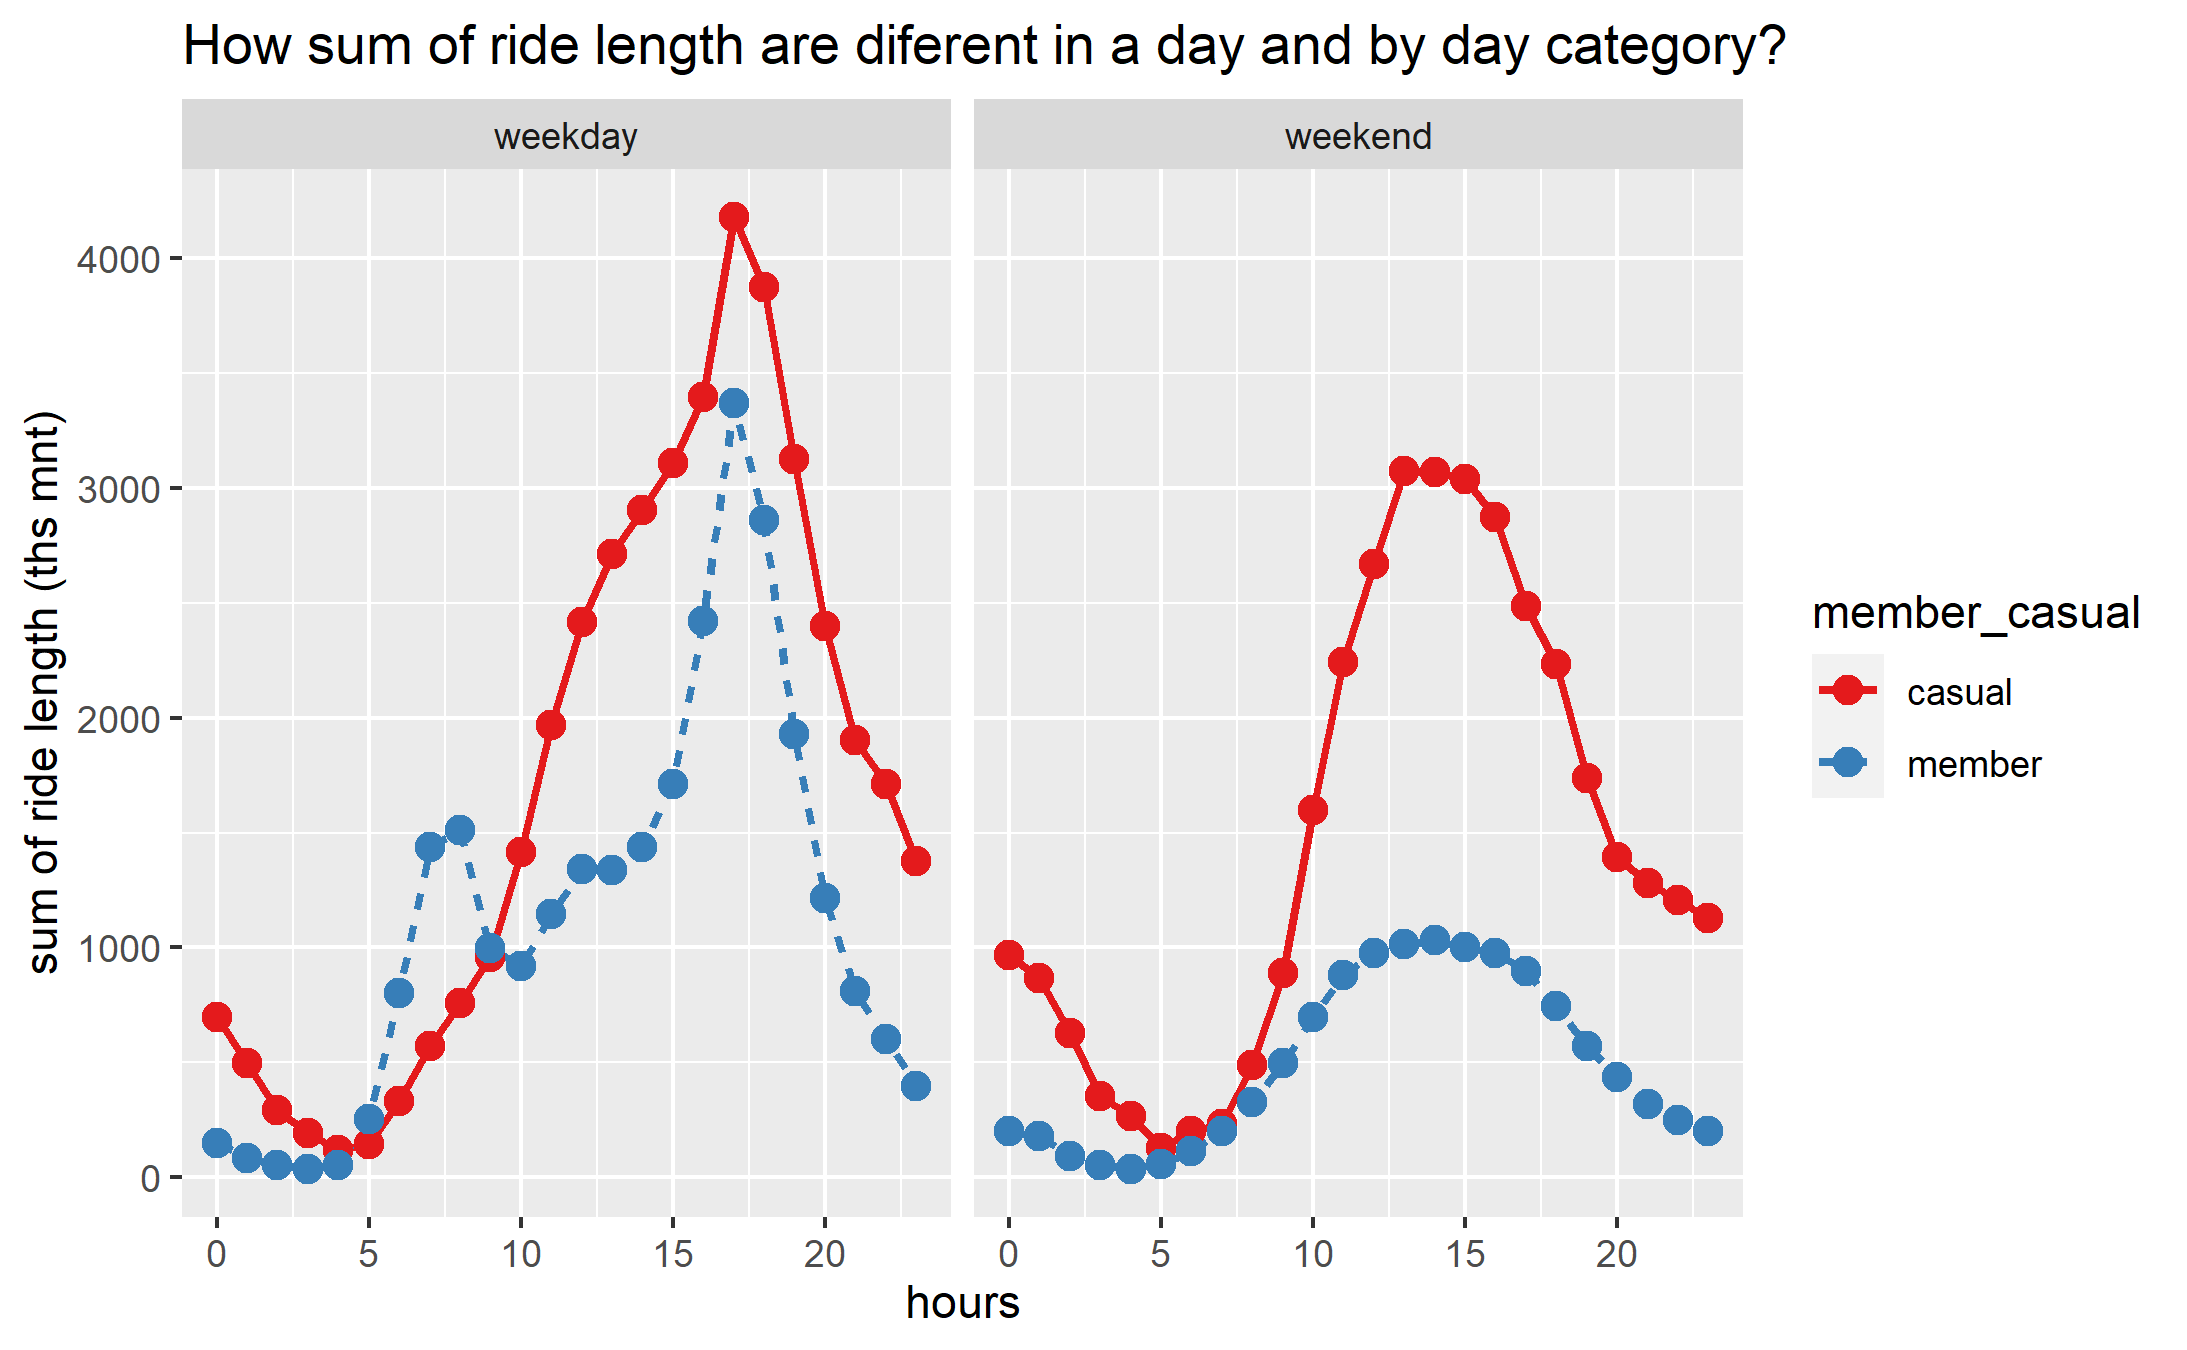 How sum of ride length are diferent in a day and by day category?
weekday
weekend
sum of ride length (ths mnt)
4000
3000
2000
1000
0
0 5 10 15 20
0 5 10 15 20
hours
member_casual
casual
member